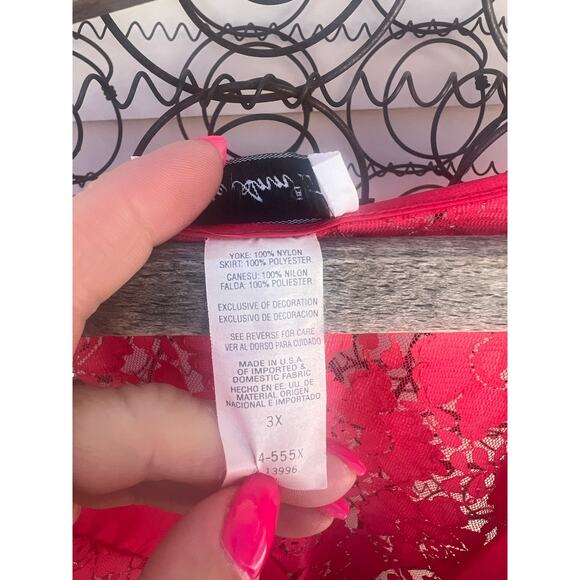 YOKE: 100% NYLON
SKIRT: 100% POLYESTER
CANESU: 100% NILON
FALDA: 100% POLIESTER
EXCLUSIVE OF DECORATION
EXCLUSIVO DE DECORACION
SEE REVERSE FOR CARE
VER AL DORSO PARA CUIDADO
MADE IN U.S.A.
OF IMPORTED &
DOMESTIC FABRIC
HECHO EN EE. UU. DE
MATERIAL ORIGEN
NACIONAL E IMPORTADO
3X
4-555X
13996